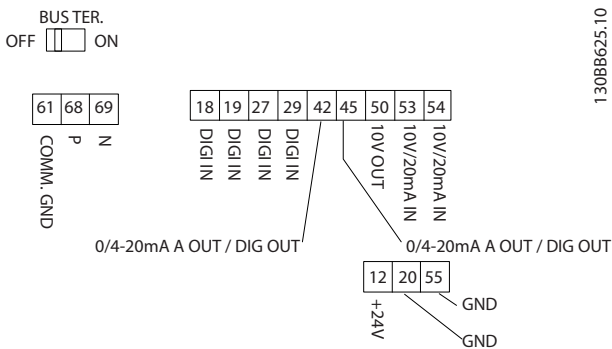 BUS TER.
OFF ON
61 68 69
COMM. GND
P
N
18 19 27 29 42 45 50 53 54
DIGI IN
DIGI IN
DIGI IN
DIGI IN
10V OUT
10V/20mA IN
10V/20mA IN
0/4-20mA A OUT / DIG OUT
0/4-20mA A OUT / DIG OUT
12 20 55
+24V
GND
GND
130BB625.10